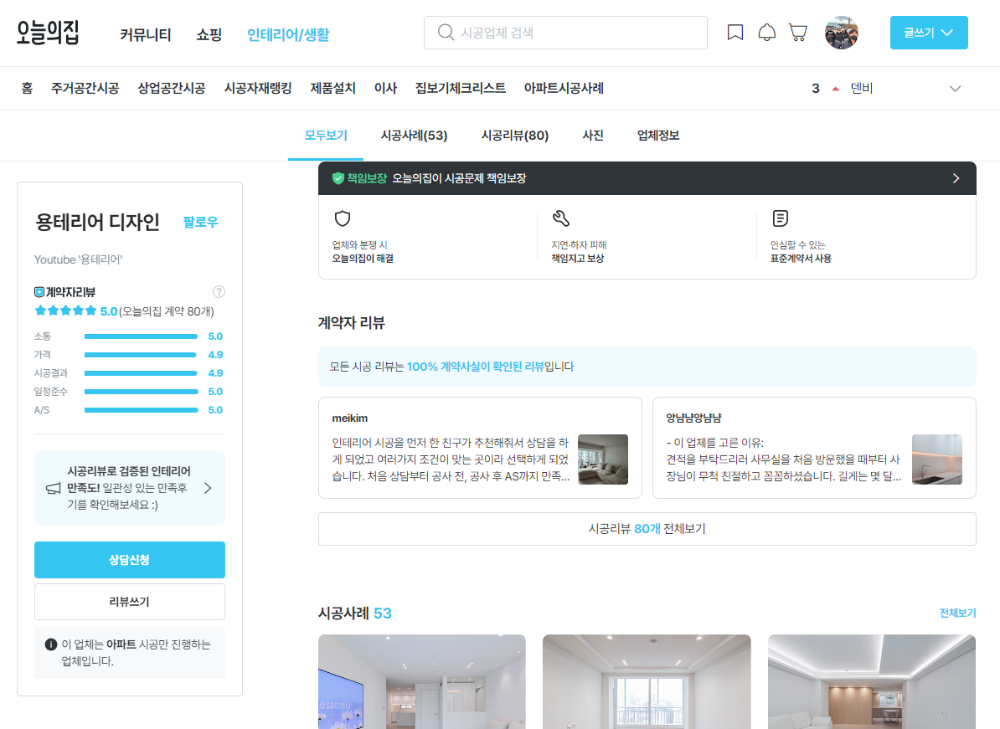 오늘의집
커뮤니티
쇼핑
인테리어/생활
시공업체 검색
글쓰기
홈
주거공간시공
상업공간시공
시공자재랭킹
제품설치
이사
집보기체크리스트
아파트시공사례
3
덴비
모두보기
시공사례(53)
시공리뷰(80)
사진
업체정보
용테리어 디자인
팔로우
Youtube '용테리어'
계약자리뷰
?
5.0(오늘의집 계약 80개)
소통 5.0
가격 4.9
시공결과 4.9
일정준수 5.0
A/S 5.0
시공리뷰로 검증된 인테리어
만족도! 일관성 있는 만족후
기를 확인해보세요 :)
상담신청
리뷰쓰기
이 업체는 아파트 시공만 진행하는
업체입니다.
책임보장 오늘의집이 시공문제 책임보장
업체와 분쟁 시
오늘의집이 해결
지연·하자 피해
책임지고 보상
안심할 수 있는
표준계약서 사용
계약자 리뷰
모든 시공 리뷰는 100% 계약사실이 확인된 리뷰입니다
meikim
인테리어 시공을 먼저 한 친구가 추천해줘서 상담을 하
게 되었고 여러가지 조건이 맞는 곳이라 선택하게 되었
습니다. 처음 상담부터 공사 전, 공사 후 AS까지 만족...
앙냠냠앙냠냠
- 이 업체를 고른 이유:
견적을 부탁드리러 사무실을 처음 방문했을 때부터 사
장님이 무척 친절하고 꼼꼼하셨습니다. 길게는 몇 달...
시공리뷰 80개 전체보기
시공사례 53
전체보기
essentia